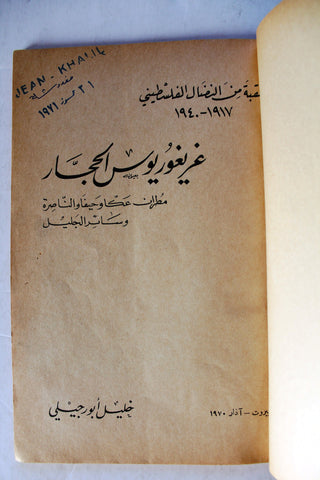 JEAN - KHALIL
٣١ تموز ١٩٧١
حقبة من النضال الفلسطيني
١٩١٧-١٩٤٠
غريغوريوس الحجار
مطران عكا وحيفا والناصرة
وسائر الجليل
خليل أبو رجيلي
بيروت - آذار ١٩٧٠